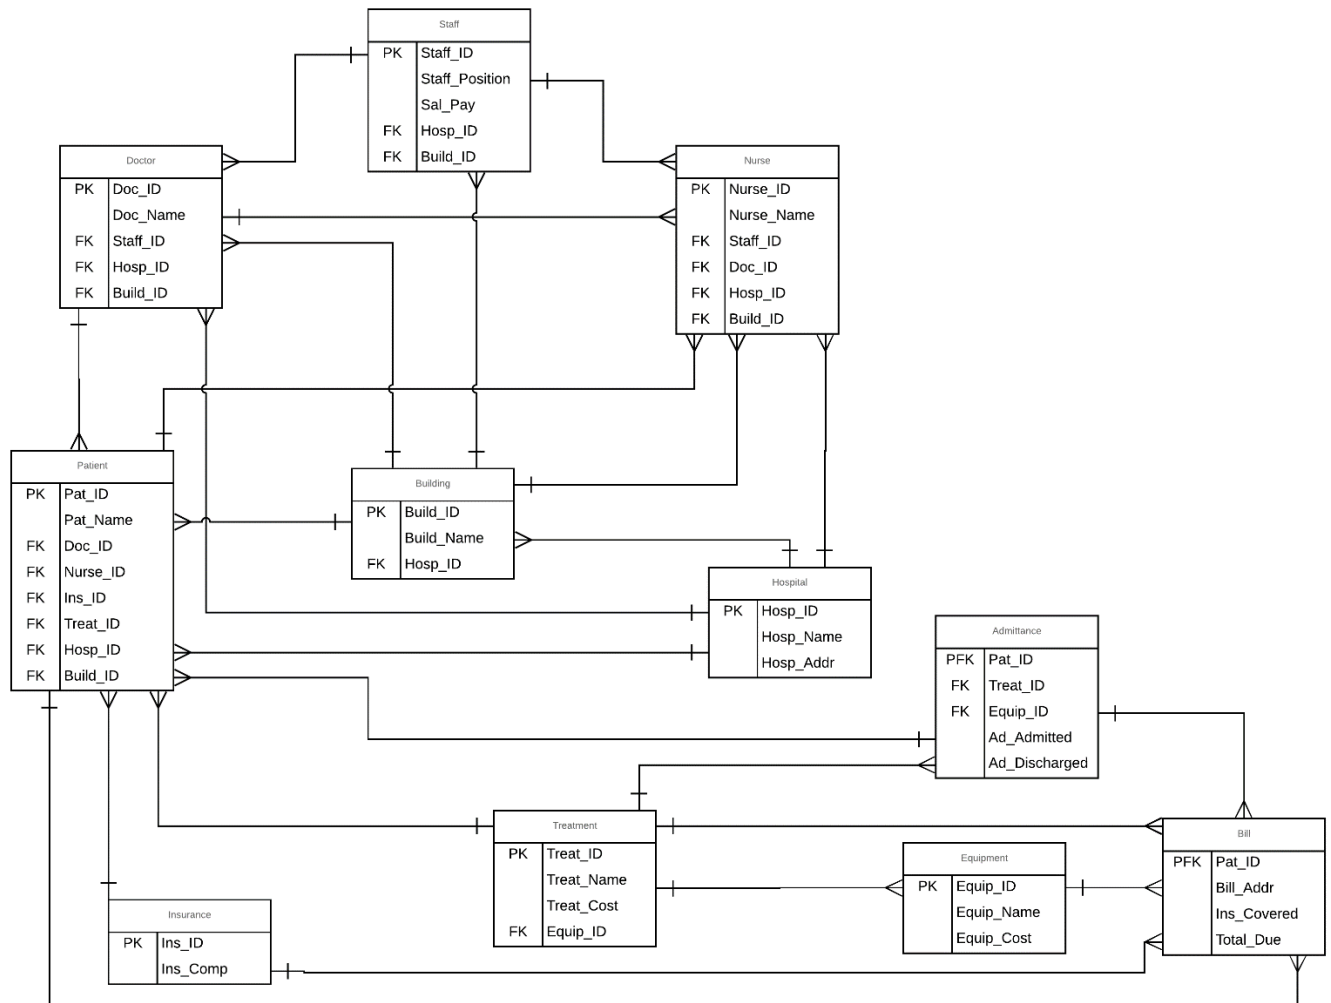 Staff
PK Staff_ID
Staff_Position
Sal_Pay
FK Hosp_ID
FK Build_ID
Doctor
PK Doc_ID
Doc_Name
FK Staff_ID
FK Hosp_ID
FK Build_ID
Nurse
PK Nurse_ID
Nurse_Name
FK Staff_ID
FK Doc_ID
FK Hosp_ID
FK Build_ID
Patient
PK Pat_ID
Pat_Name
FK Doc_ID
FK Nurse_ID
FK Ins_ID
FK Treat_ID
FK Hosp_ID
FK Build_ID
Building
PK Build_ID
Build_Name
FK Hosp_ID
Hospital
PK Hosp_ID
Hosp_Name
Hosp_Addr
Admittance
PFK Pat_ID
FK Treat_ID
FK Equip_ID
Ad_Admitted
Ad_Discharged
Treatment
PK Treat_ID
Treat_Name
Treat_Cost
FK Equip_ID
Equipment
PK Equip_ID
Equip_Name
Equip_Cost
Bill
PFK Pat_ID
Bill_Addr
Ins_Covered
Total_Due
Insurance
PK Ins_ID
Ins_Comp